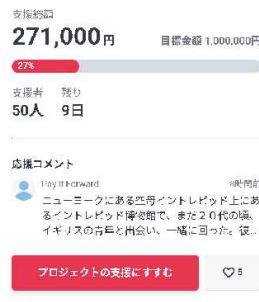 支援総額
271,000円
目標金額 1,000,000円
27%
支援者 残り
50人 9日
応援コメント
Pay It Forward 8時間前
ニューヨークにある空母イントレピッド上にあ
るイントレピッド博物館で、まだ２０代の頃、
イギリスの青年と出会い、一緒に回った。後...
プロジェクトの支援にすすむ
♡ 5